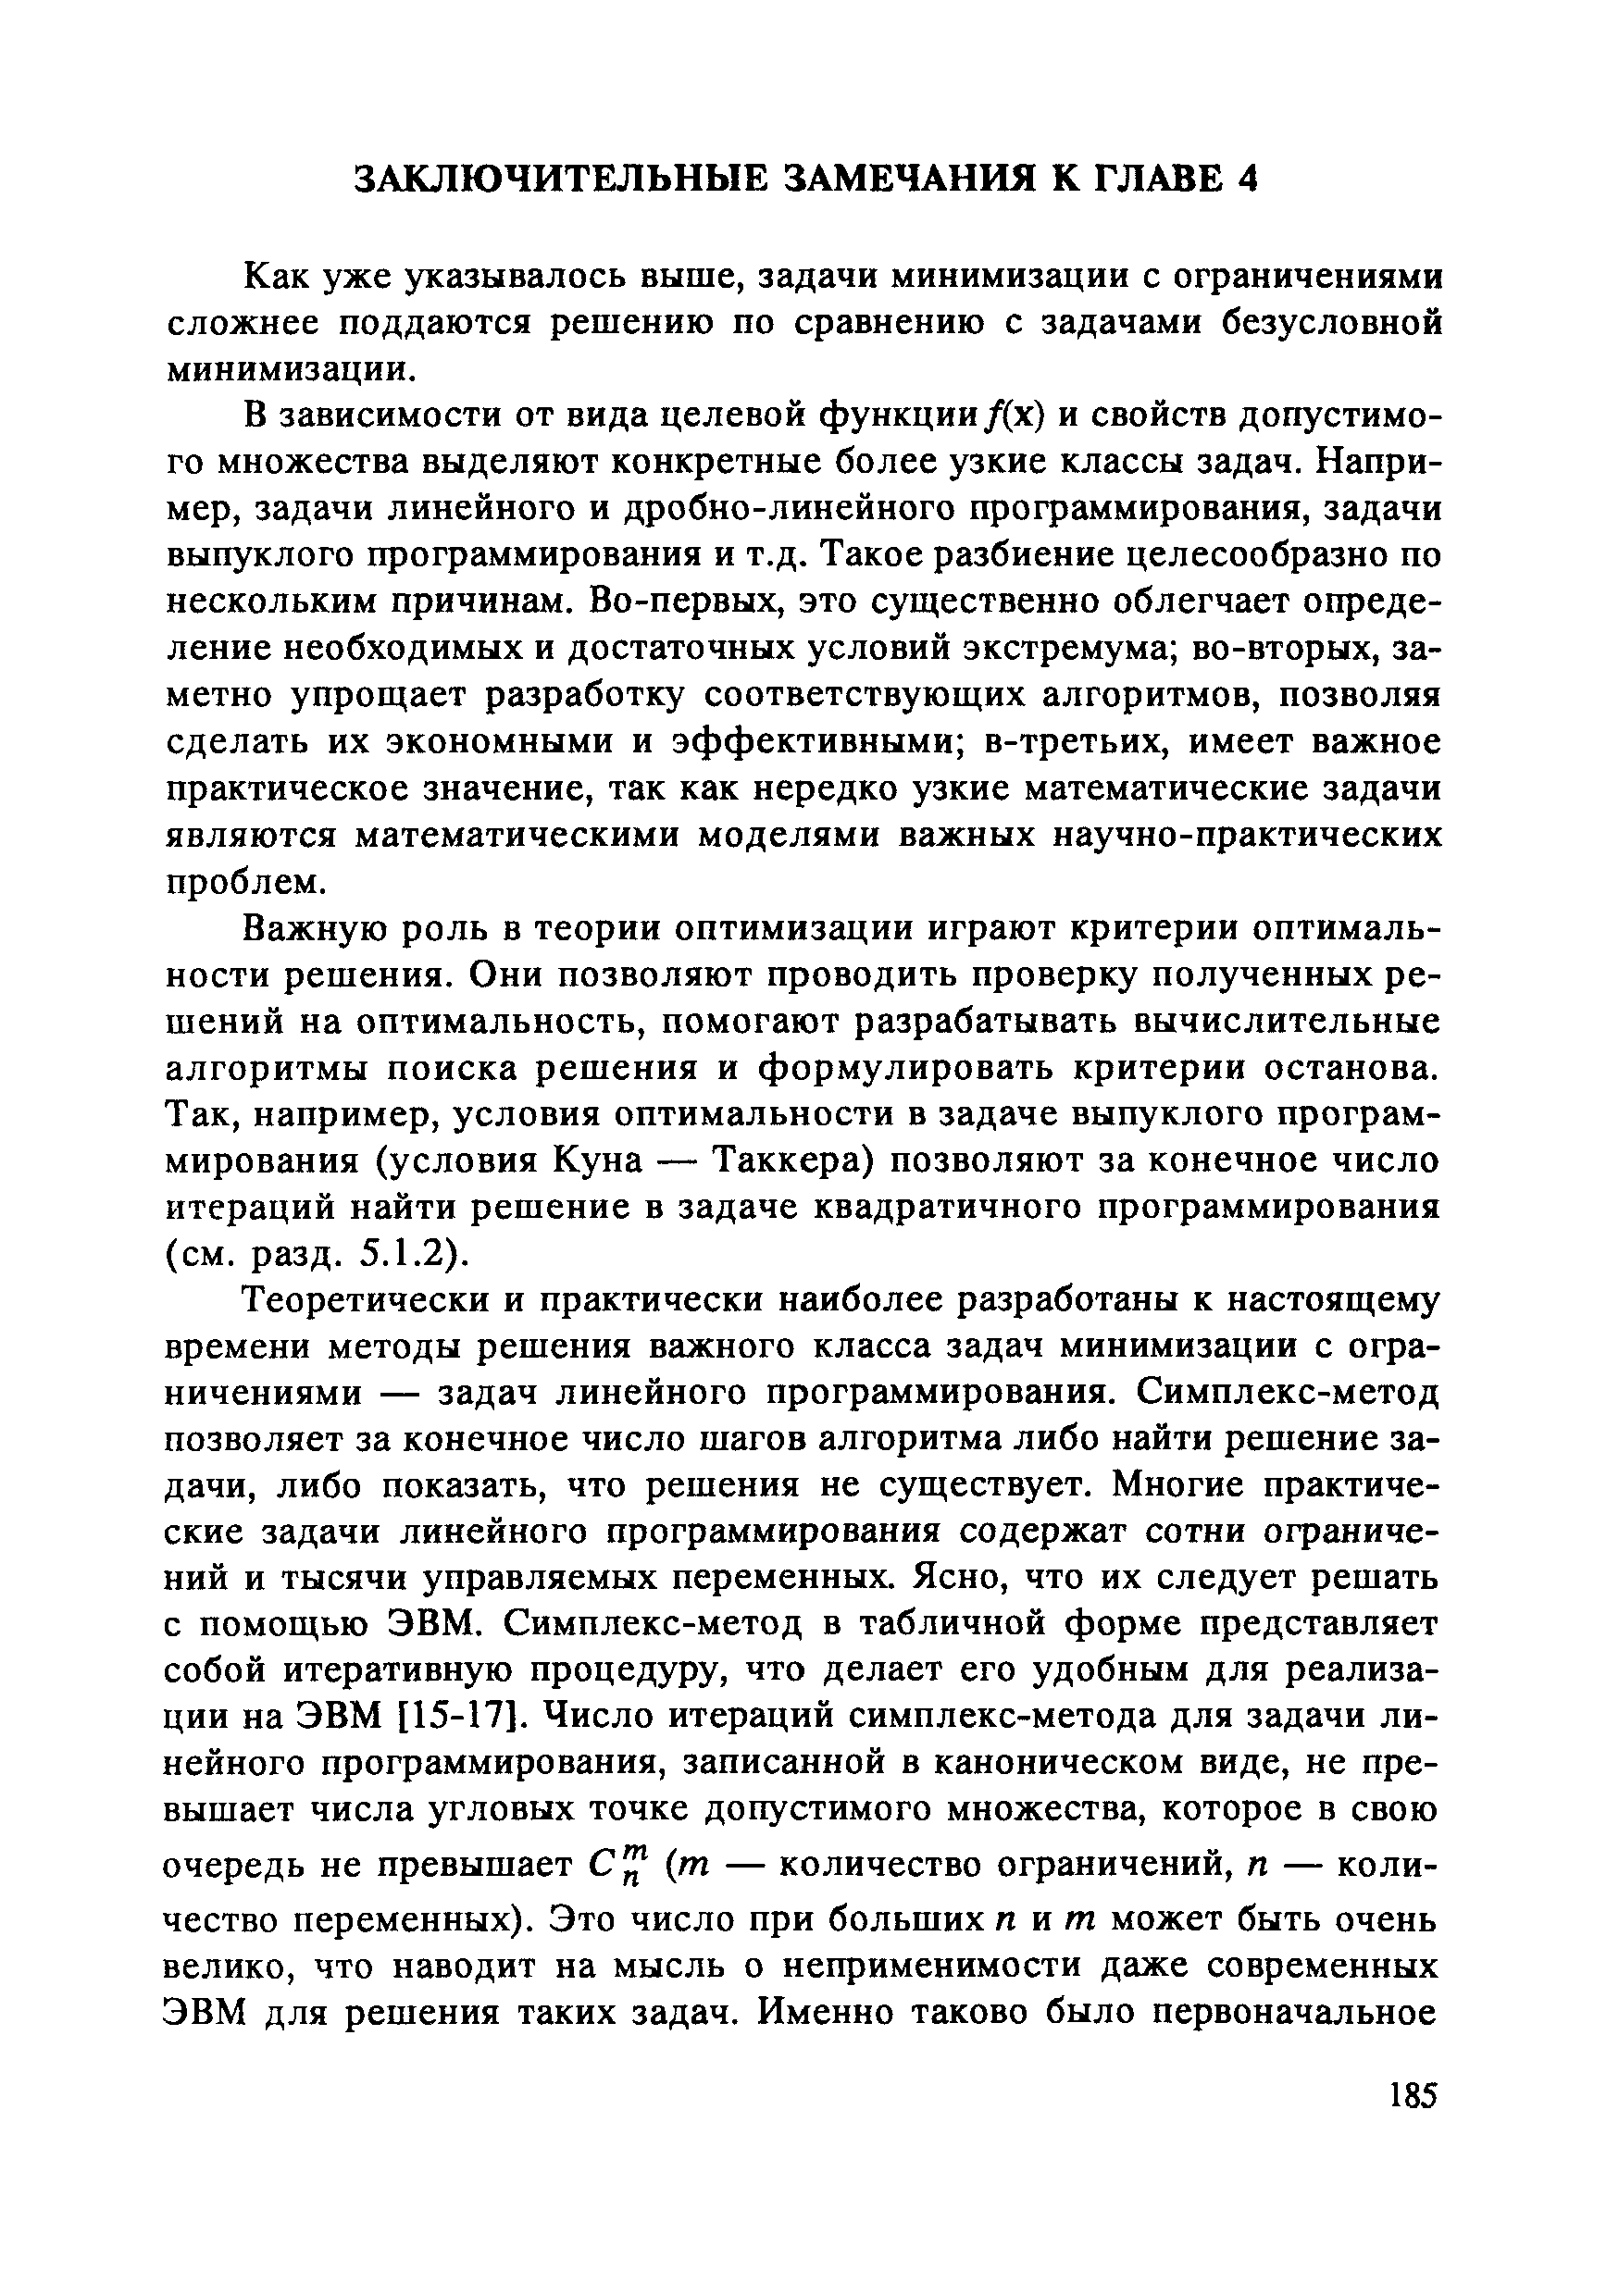 ЗАКЛЮЧИТЕЛЬНЫЕ ЗАМЕЧАНИЯ К ГЛАВЕ 4
Как уже указывалось выше, задачи минимизации с ограничениями
сложнее поддаются решению по сравнению с задачами безусловной
минимизации.
В зависимости от вида целевой функции f(x) и свойств допустимо-
го множества выделяют конкретные более узкие классы задач. Напри-
мер, задачи линейного и дробно-линейного программирования, задачи
выпуклого программирования и т.д. Такое разбиение целесообразно по
нескольким причинам. Во-первых, это существенно облегчает опреде-
ление необходимых и достаточных условий экстремума; во-вторых, за-
метно упрощает разработку соответствующих алгоритмов, позволяя
сделать их экономными и эффективными; в-третьих, имеет важное
практическое значение, так как нередко узкие математические задачи
являются математическими моделями важных научно-практических
проблем.
Важную роль в теории оптимизации играют критерии оптималь-
ности решения. Они позволяют проводить проверку полученных ре-
шений на оптимальность, помогают разрабатывать вычислительные
алгоритмы поиска решения и формулировать критерии останова.
Так, например, условия оптимальности в задаче выпуклого програм-
мирования (условия Куна — Таккера) позволяют за конечное число
итераций найти решение в задаче квадратичного программирования
(см. разд. 5.1.2).
Теоретически и практически наиболее разработаны к настоящему
времени методы решения важного класса задач минимизации с огра-
ничениями — задач линейного программирования. Симплекс-метод
позволяет за конечное число шагов алгоритма либо найти решение за-
дачи, либо показать, что решения не существует. Многие практиче-
ские задачи линейного программирования содержат сотни ограниче-
ний и тысячи управляемых переменных. Ясно, что их следует решать
с помощью ЭВМ. Симплекс-метод в табличной форме представляет
собой итеративную процедуру, что делает его удобным для реализа-
ции на ЭВМ [15-17]. Число итераций симплекс-метода для задачи ли-
нейного программирования, записанной в каноническом виде, не пре-
вышает числа угловых точке допустимого множества, которое в свою
очередь не превышает C_n^m (m — количество ограничений, n — коли-
чество переменных). Это число при больших n и m может быть очень
велико, что наводит на мысль о неприменимости даже современных
ЭВМ для решения таких задач. Именно таково было первоначальное
185